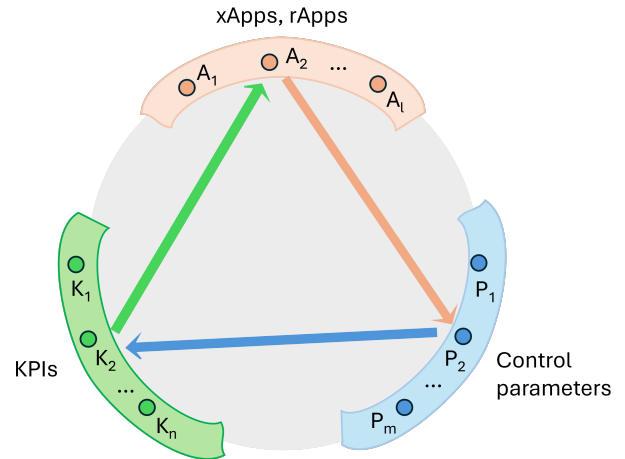 xApps, rApps
A₁
A₂
...
Aₗ
K₁
K₂
...
Kₙ
KPIs
P₁
P₂
...
Pₘ
Control
parameters